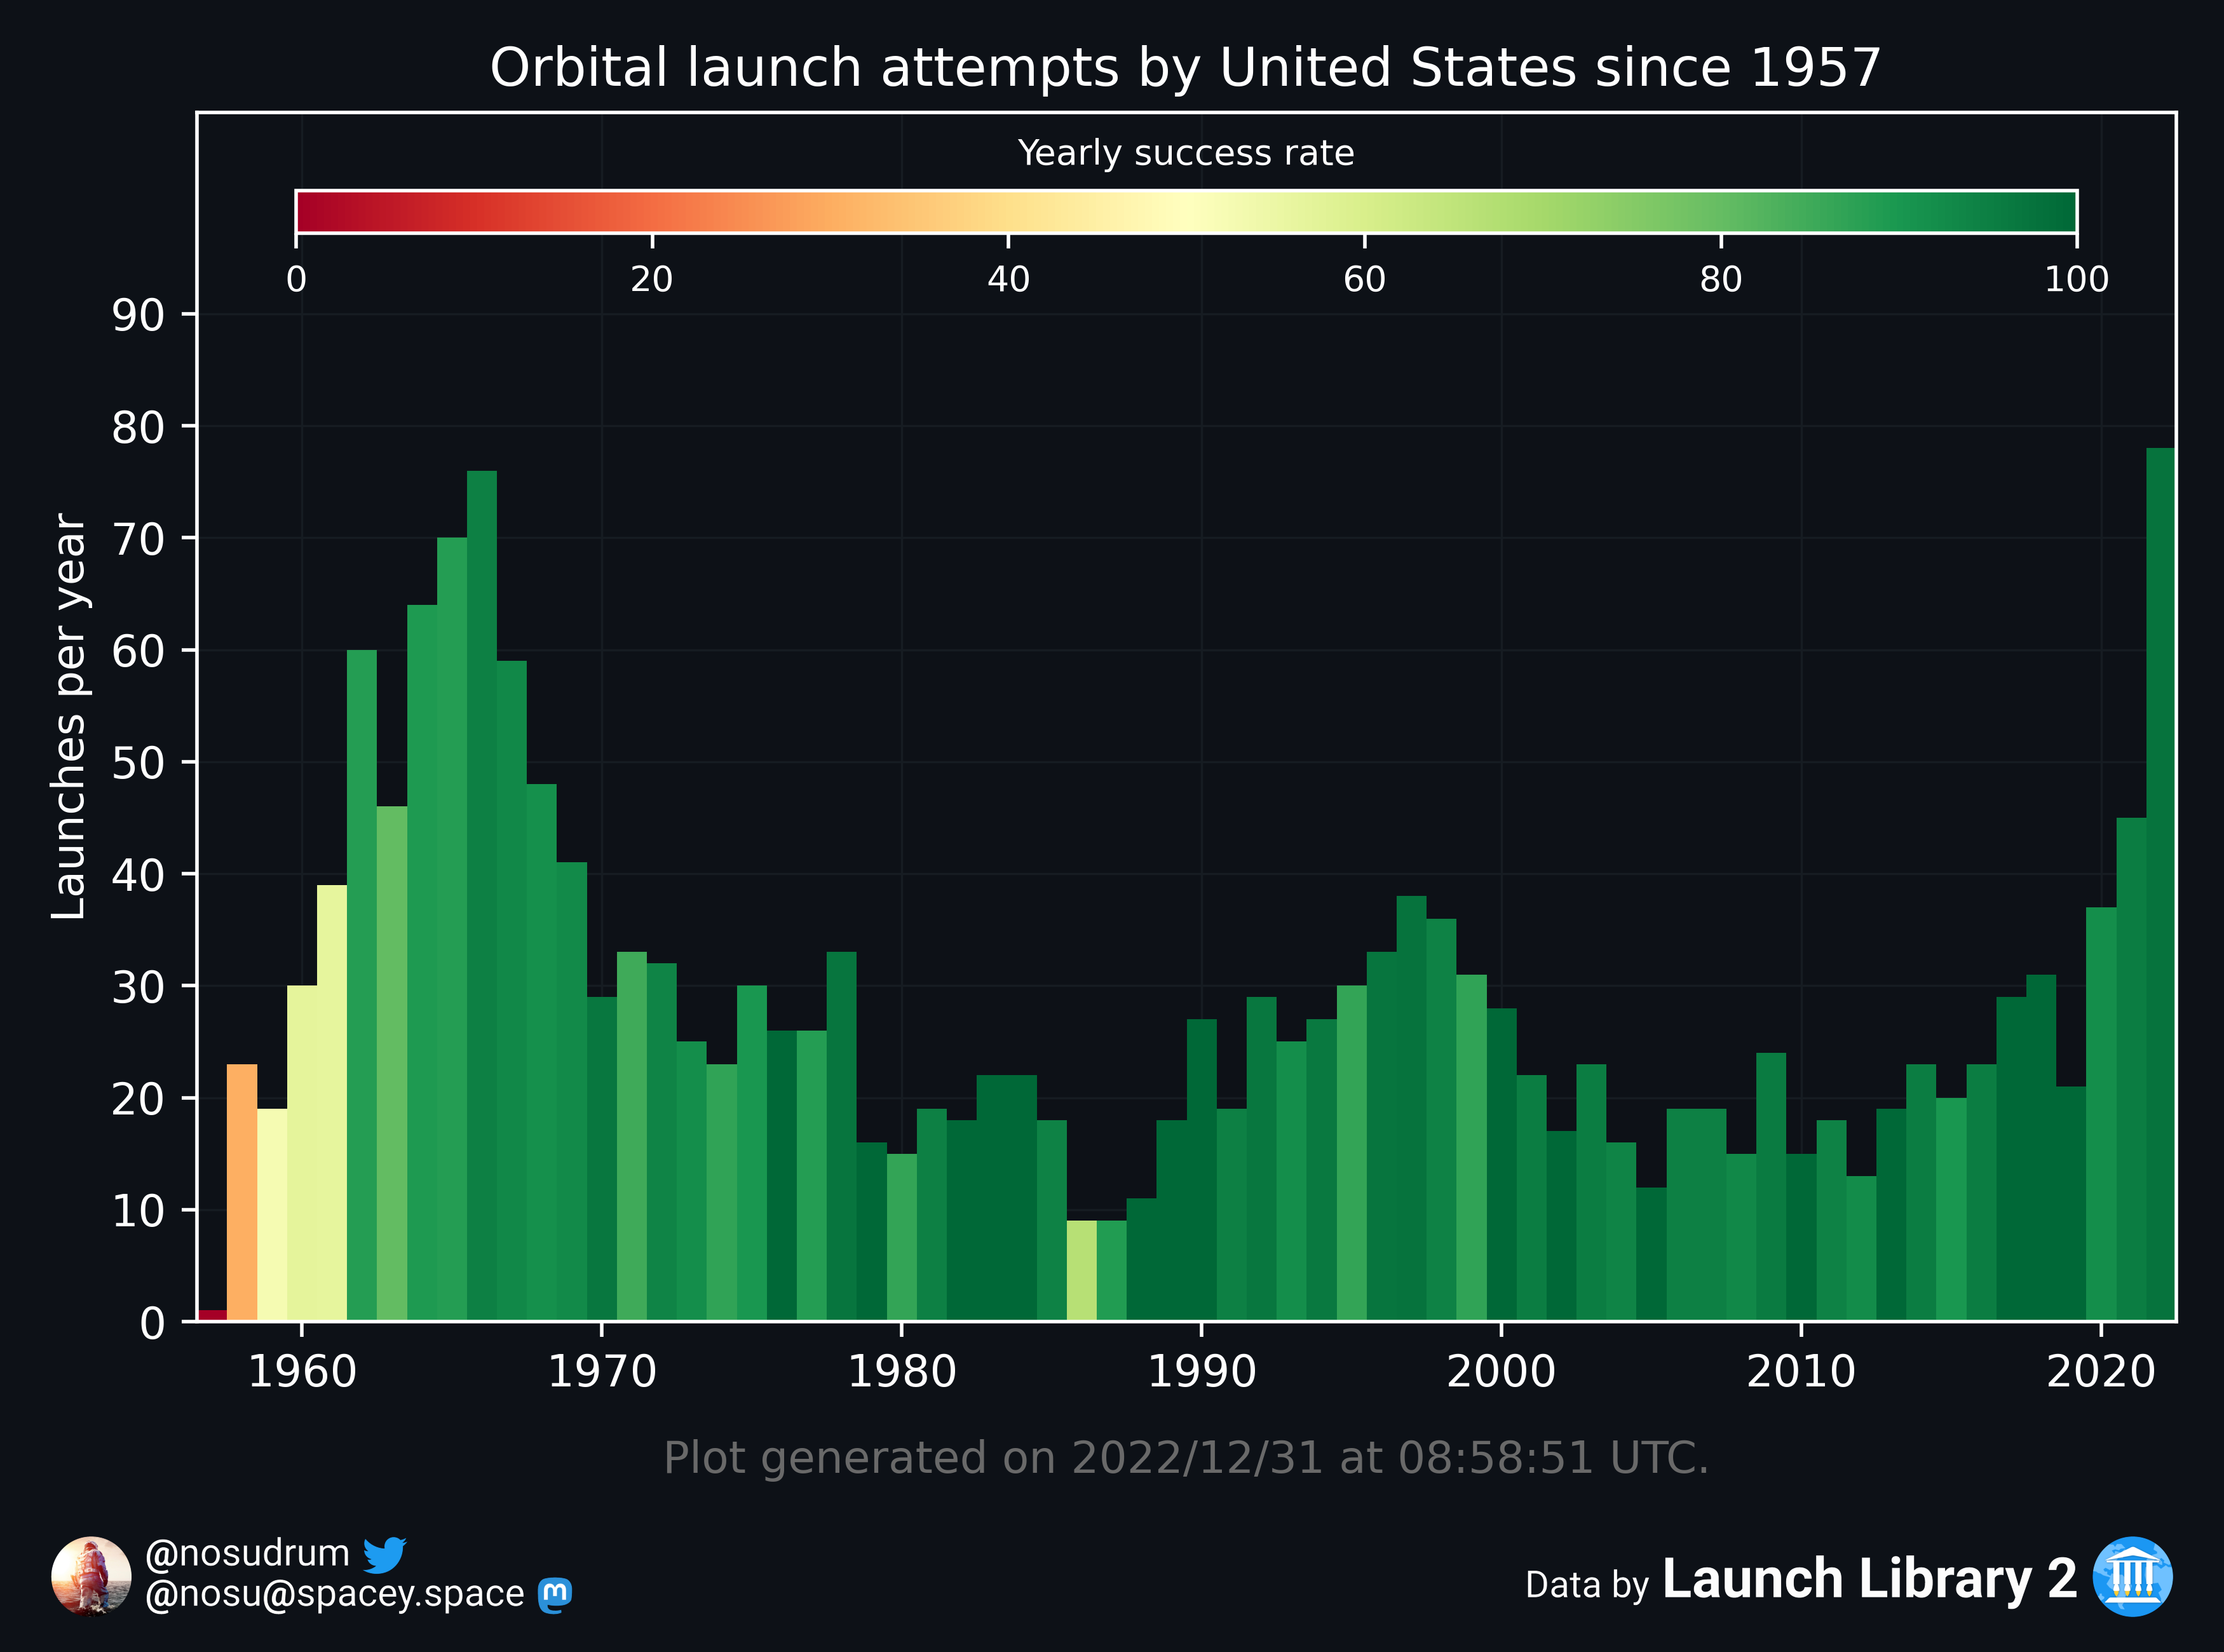 Orbital launch attempts by United States since 1957
Yearly success rate
0 20 40 60 80 100
Launches per year
90
80
70
60
50
40
30
20
10
0
1960 1970 1980 1990 2000 2010 2020
Plot generated on 2022/12/31 at 08:58:51 UTC.
@nosudrum
@nosu@spacey.space
Data by Launch Library 2